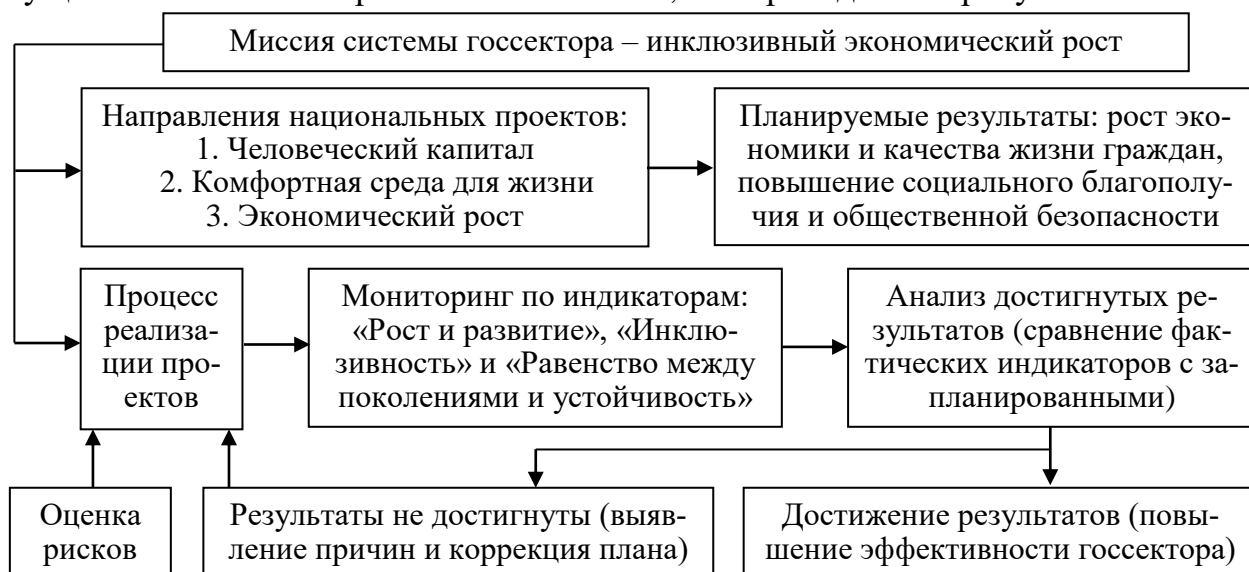 Миссия системы госсектора – инклюзивный экономический рост
Направления национальных проектов:
1. Человеческий капитал
2. Комфортная среда для жизни
3. Экономический рост
Планируемые результаты: рост эко-
номики и качества жизни граждан,
повышение социального благополу-
чия и общественной безопасности
Процесс
реализа-
ции про-
ектов
Мониторинг по индикаторам:
«Рост и развитие», «Инклю-
зивность» и «Равенство между
поколениями и устойчивость»
Анализ достигнутых ре-
зультатов (сравнение фак-
тических индикаторов с за-
планированными)
Оценка
рисков
Результаты не достигнуты (выяв-
ление причин и коррекция плана)
Достижение результатов (повы-
шение эффективности госсектора)